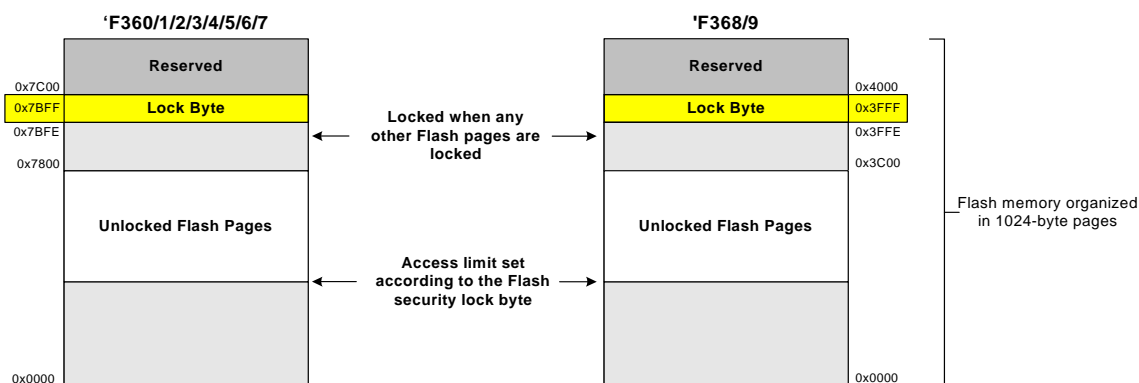 ‘F360/1/2/3/4/5/6/7
'F368/9
Reserved
Reserved
0x7C00
0x4000
0x7BFF
Lock Byte
Lock Byte
0x3FFF
0x7BFE
0x3FFE
Locked when any
other Flash pages are
locked
0x7800
0x3C00
Flash memory organized
in 1024-byte pages
Unlocked Flash Pages
Unlocked Flash Pages
Access limit set
according to the Flash
security lock byte
0x0000
0x0000